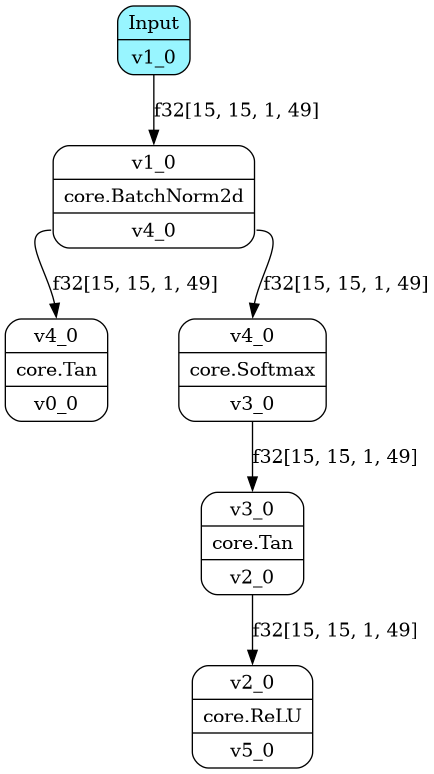 Input
v1_0
f32[15, 15, 1, 49]
v1_0
core.BatchNorm2d
v4_0
f32[15, 15, 1, 49]
f32[15, 15, 1, 49]
v4_0
core.Tan
v0_0
v4_0
core.Softmax
v3_0
f32[15, 15, 1, 49]
v3_0
core.Tan
v2_0
f32[15, 15, 1, 49]
v2_0
core.ReLU
v5_0